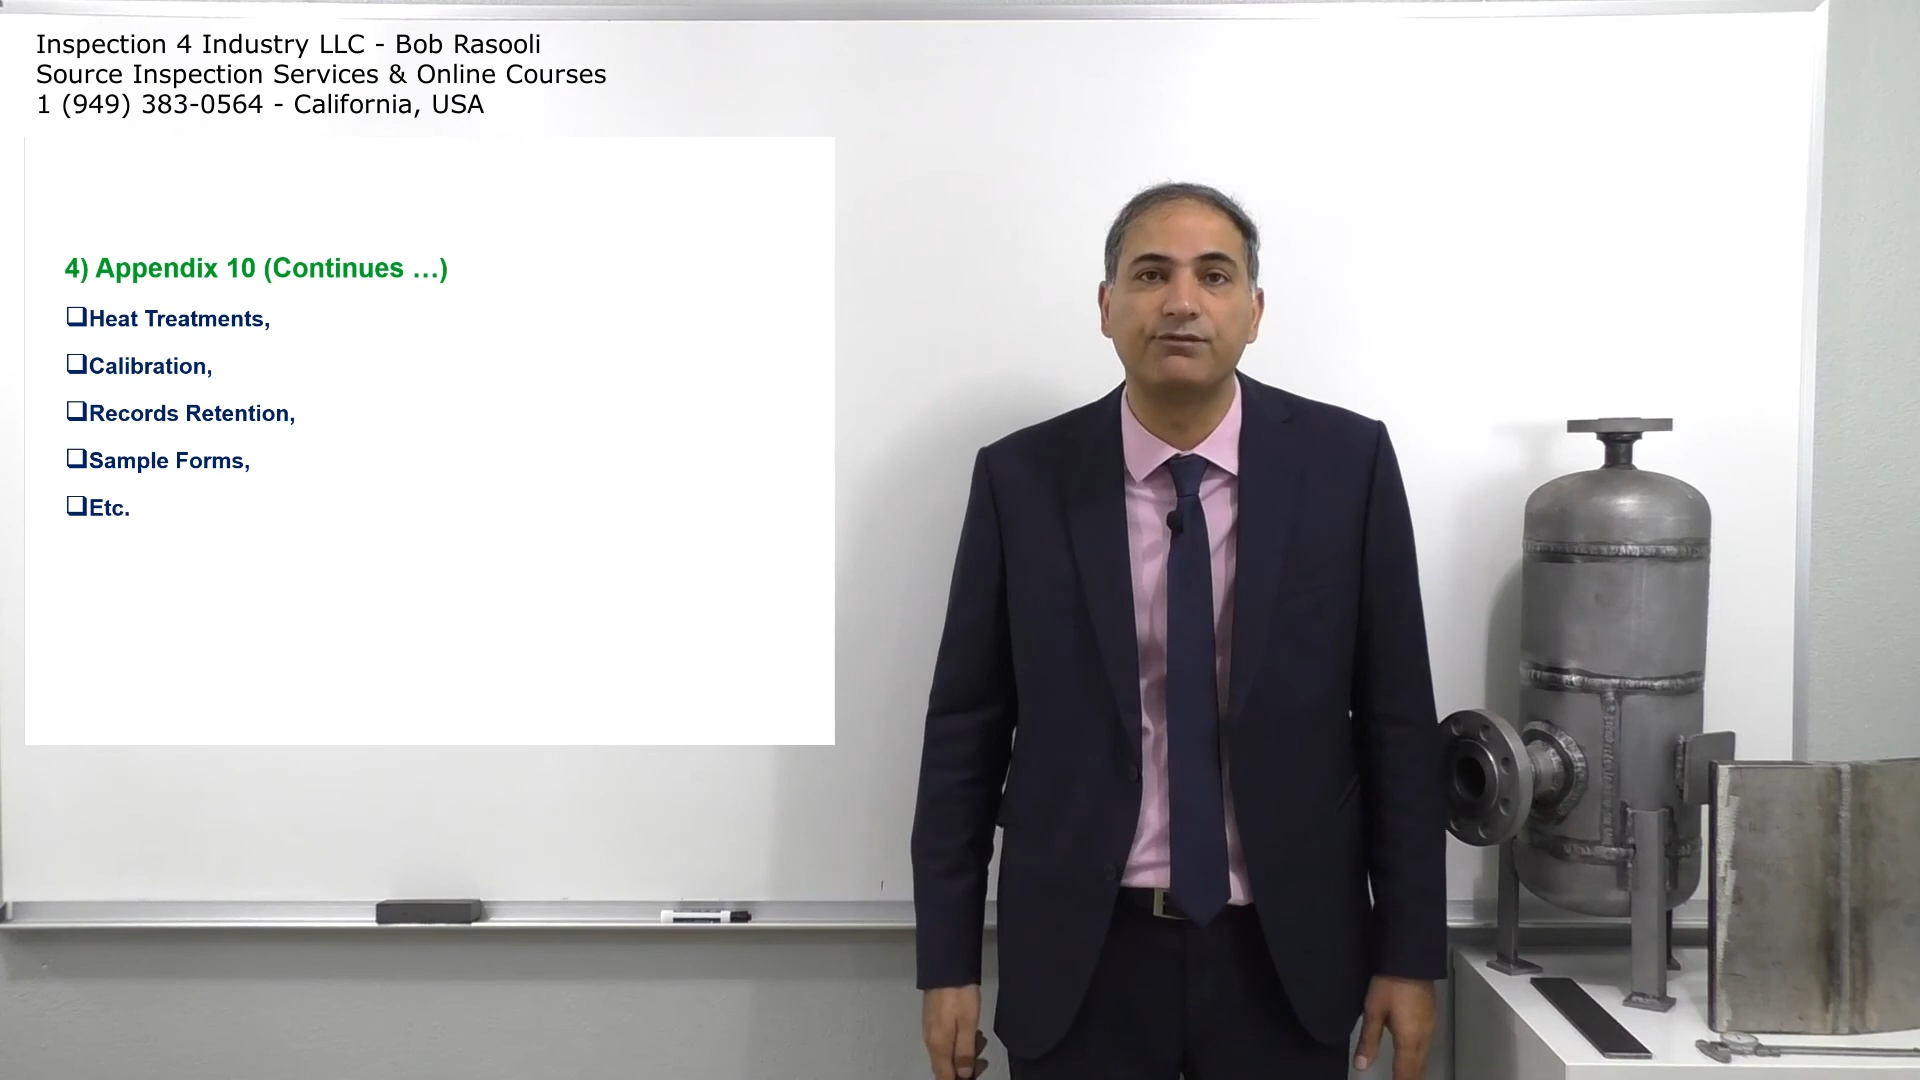 Inspection 4 Industry LLC - Bob Rasooli
Source Inspection Services & Online Courses
1 (949) 383-0564 - California, USA
4) Appendix 10 (Continues …)
❑Heat Treatments,
❑Calibration,
❑Records Retention,
❑Sample Forms,
❑Etc.